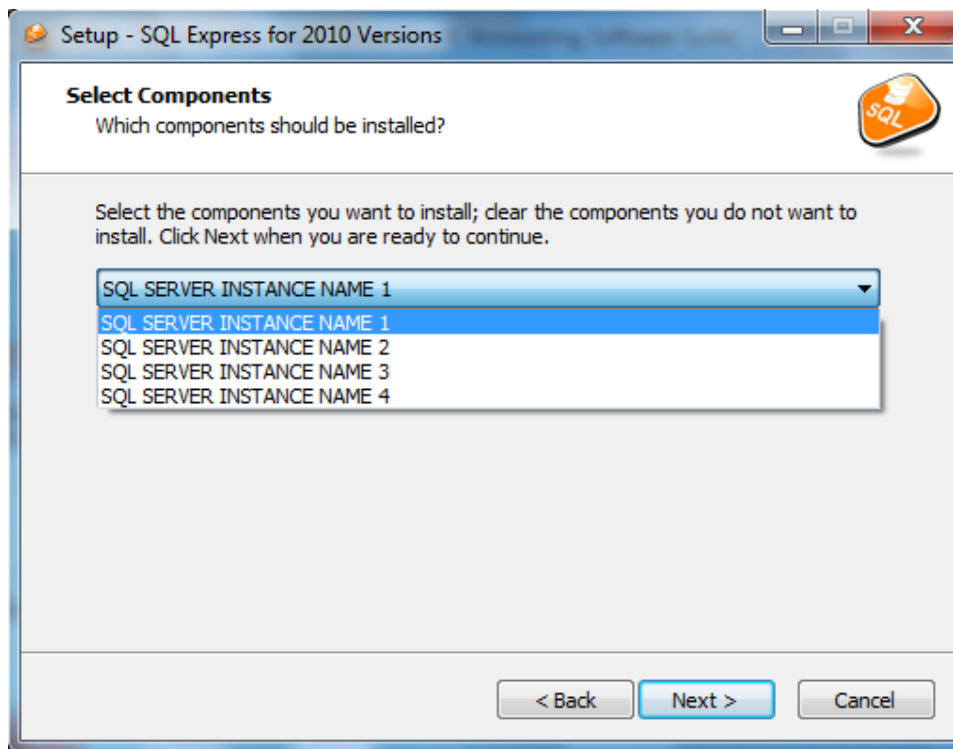 Setup - SQL Express for 2010 Versions
Select Components
Which components should be installed?
SQL
Select the components you want to install; clear the components you do not want to
install. Click Next when you are ready to continue.
SQL SERVER INSTANCE NAME 1
SQL SERVER INSTANCE NAME 1
SQL SERVER INSTANCE NAME 2
SQL SERVER INSTANCE NAME 3
SQL SERVER INSTANCE NAME 4
< Back
Next >
Cancel